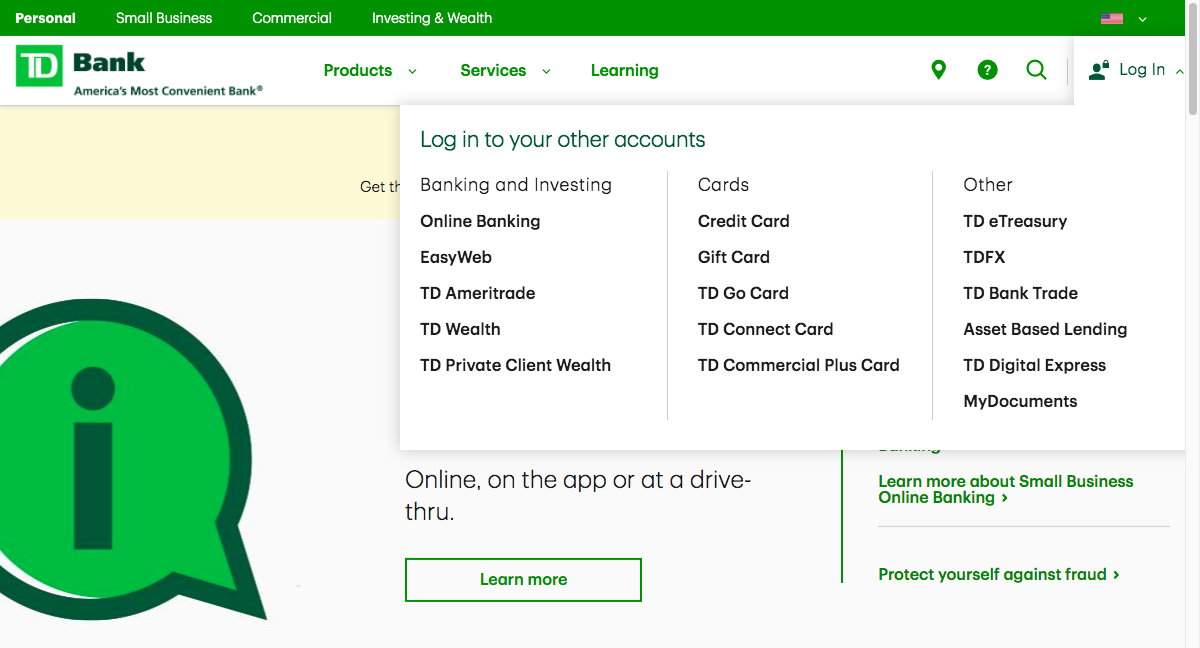 Personal Small Business Commercial Investing & Wealth
TD Bank
America's Most Convenient Bank®
Products Services Learning ? Log In
Log in to your other accounts
Get th
Banking and Investing
Online Banking
EasyWeb
TD Ameritrade
TD Wealth
TD Private Client Wealth
Cards
Credit Card
Gift Card
TD Go Card
TD Connect Card
TD Commercial Plus Card
Other
TD eTreasury
TDFX
TD Bank Trade
Asset Based Lending
TD Digital Express
MyDocuments
i
Online, on the app or at a drive-
thru.
Learn more
Learn more about Small Business
Online Banking ›
Protect yourself against fraud ›